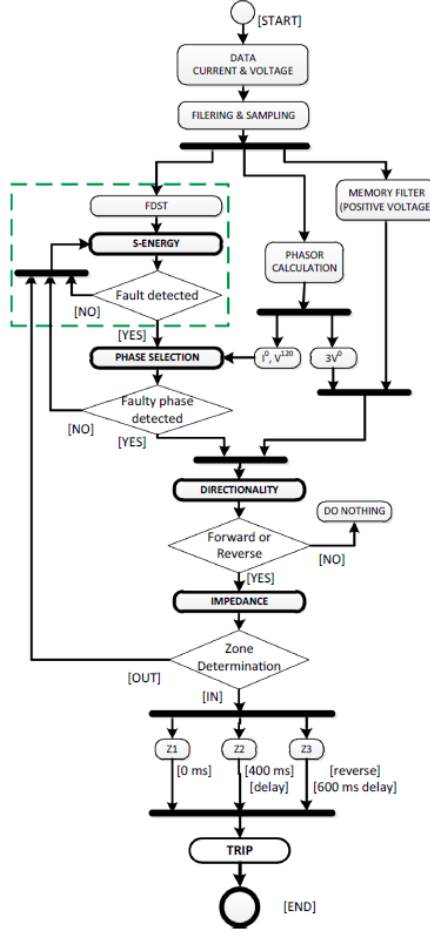 [START]
DATA
CURRENT & VOLTAGE
FILERING & SAMPLING
MEMORY FILTER
(POSITIVE VOLTAGE)
FDST
S-ENERGY
PHASOR
CALCULATION
Fault detected
[NO]
[YES]
PHASE SELECTION
I⁰, V¹²⁰
3V⁰
Faulty phase
detected
[NO]
[YES]
DIRECTIONALITY
DO NOTHING
Forward or
Reverse
[NO]
[YES]
IMPEDANCE
Zone
Determination
[OUT]
[IN]
Z1
Z2
Z3
[0 ms]
[400 ms]
[delay]
[reverse]
[600 ms delay]
TRIP
[END]